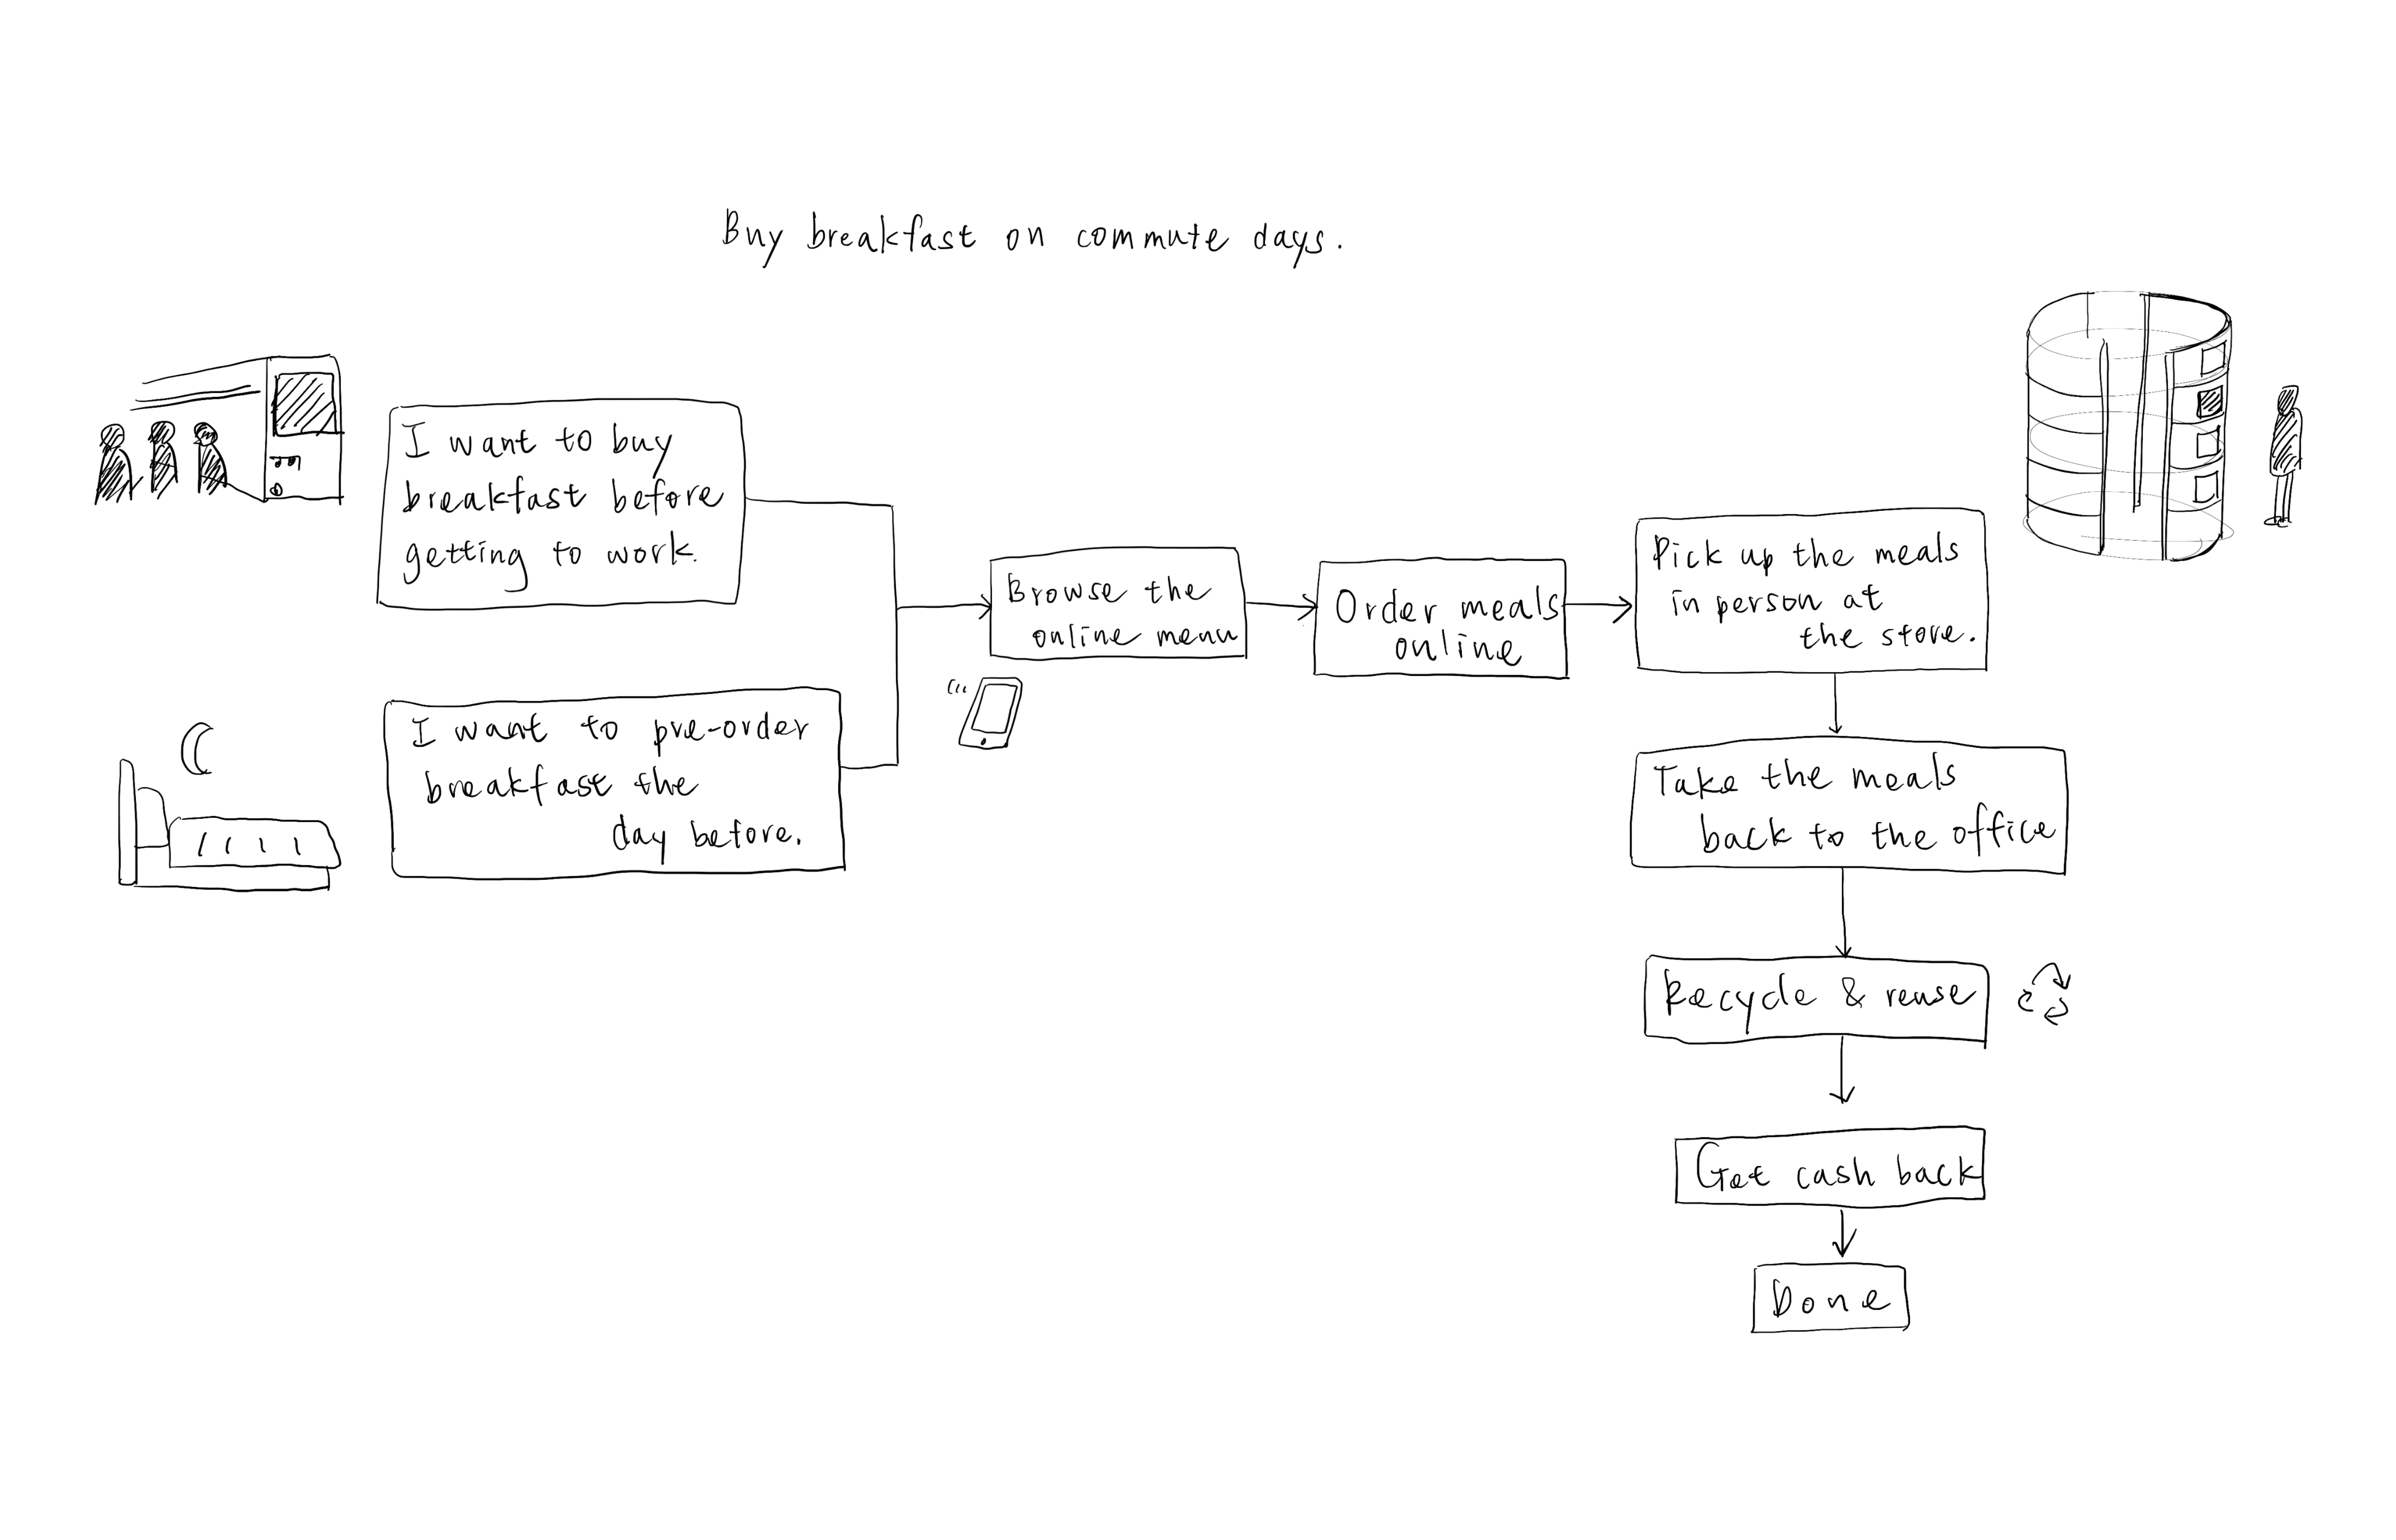 Buy breakfast on commute days.
I want to buy
breakfast before
getting to work.
I want to pre-order
breakfast the
day before.
Browse the
online menu
Order meals
online
Pick up the meals
in person at
the store.
Take the meals
back to the office
Recycle & reuse
Get cash back
Done